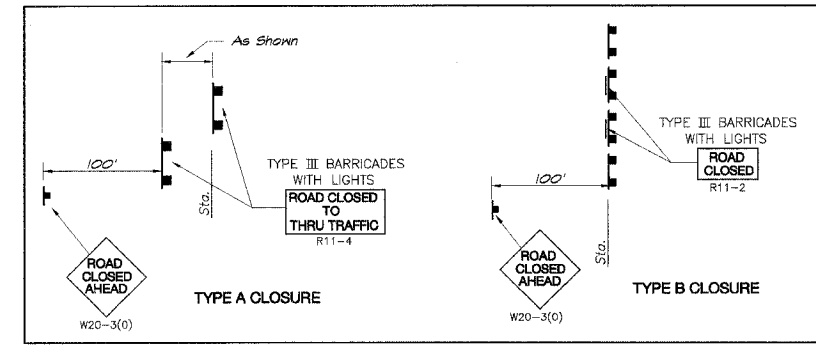 As Shown
100'
Sta.
TYPE III BARRICADES
WITH LIGHTS
ROAD CLOSED
TO
THRU TRAFFIC
R11-4
ROAD
CLOSED
AHEAD
W20-3(O)
TYPE A CLOSURE
TYPE III BARRICADES
WITH LIGHTS
ROAD
CLOSED
R11-2
100'
Sta.
ROAD
CLOSED
AHEAD
W20-3(O)
TYPE B CLOSURE